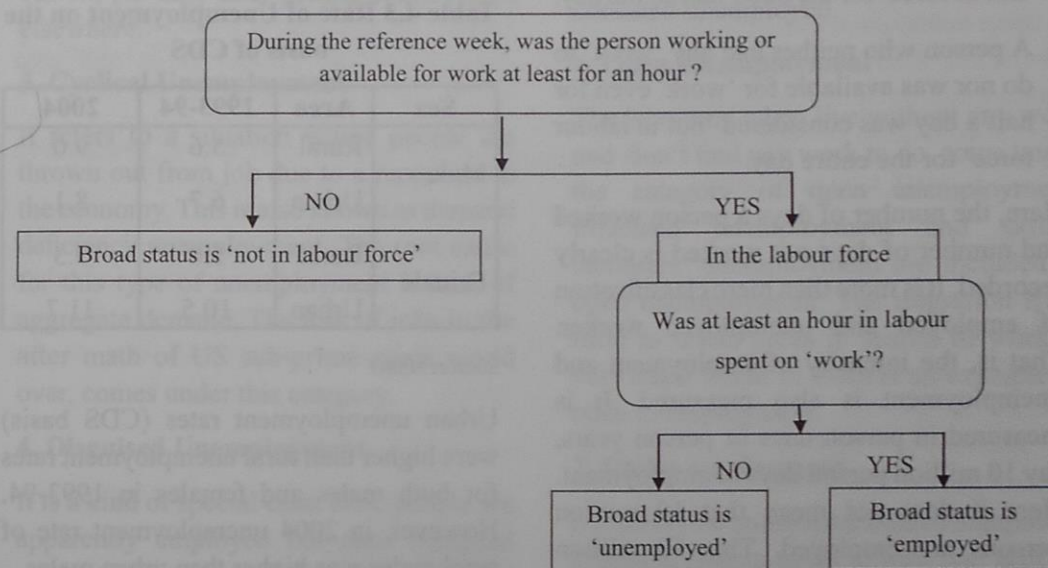 During the reference week, was the person working or
available for work at least for an hour ?
NO
YES
Broad status is ‘not in labour force’
In the labour force
Was at least an hour in labour
spent on ‘work’?
NO
YES
Broad status is
‘unemployed’
Broad status is
‘employed’